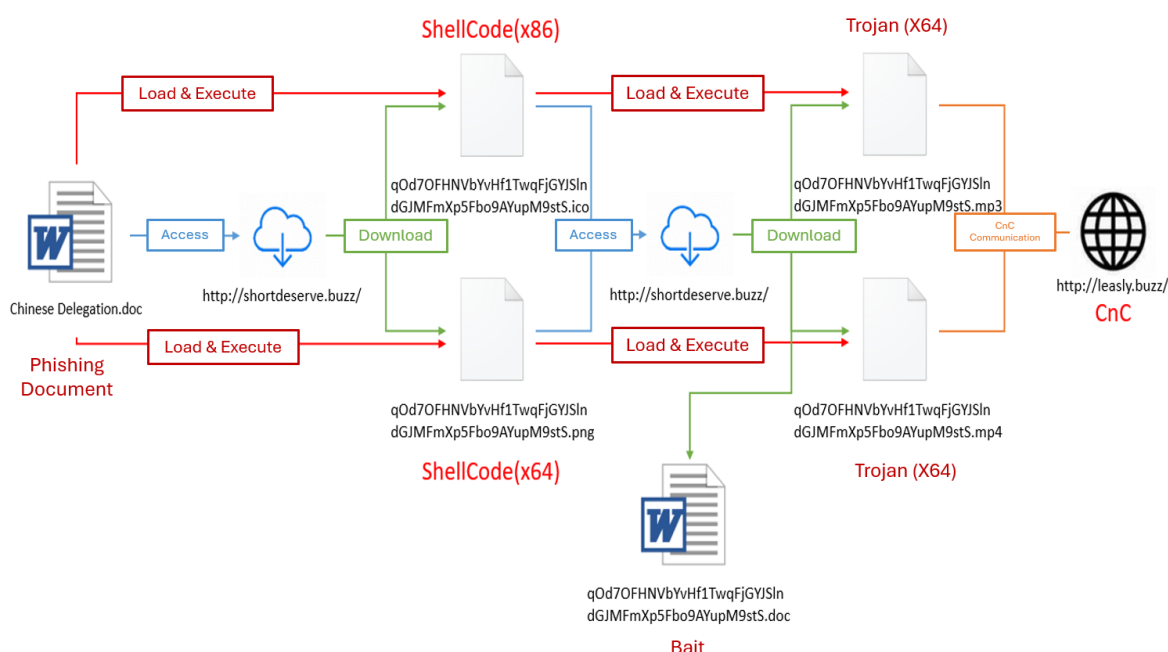 ShellCode(x86)
Trojan (X64)
Load & Execute
Load & Execute
qOd7OFHNVbYvHf1TwqFjGYJSln
dGJMFmXp5Fbo9AYupM9stS.ico
qOd7OFHNVbYvHf1TwqFjGYJSln
dGJMFmXp5Fbo9AYupM9stS.mp3
Access
Download
Access
Download
CnC
Communication
Chinese Delegation.doc
http://shortdeserve.buzz/
http://shortdeserve.buzz/
http://leasly.buzz/
CnC
Phishing
Document
Load & Execute
Load & Execute
qOd7OFHNVbYvHf1TwqFjGYJSln
dGJMFmXp5Fbo9AYupM9stS.png
qOd7OFHNVbYvHf1TwqFjGYJSln
dGJMFmXp5Fbo9AYupM9stS.mp4
ShellCode(x64)
Trojan (X64)
W
W
qOd7OFHNVbYvHf1TwqFjGYJSln
dGJMFmXp5Fbo9AYupM9stS.doc
Bait